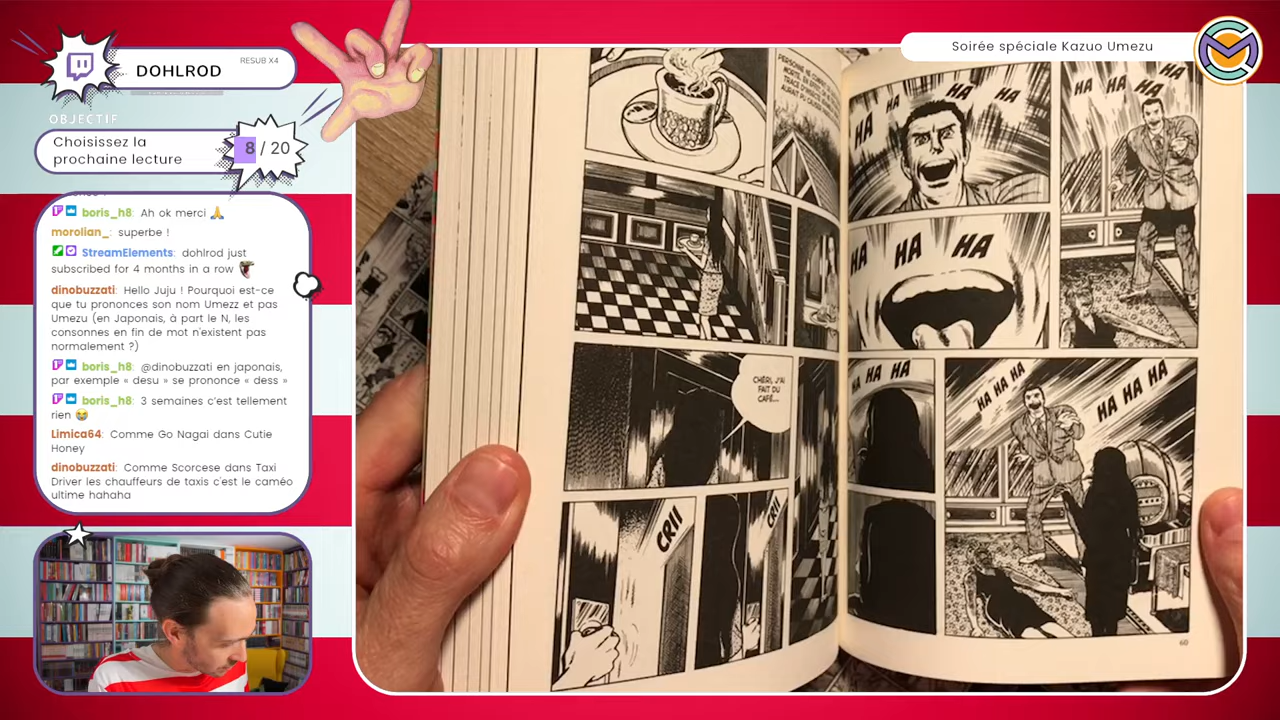 DOHLROD
RESUB X4
OBJECTIF
Choisissez la
prochaine lecture
8 / 20
boris_h8: Ah ok merci 🙏
morolian_: superbe !
StreamElements: dohlrod just
subscribed for 4 months in a row
dinobuzzati: Hello Juju ! Pourquoi est-ce
que tu prononces son nom Umezz et pas
Umezu (en Japonais, à part le N, les
consonnes en fin de mot n'existent pas
normalement ?)
boris_h8: @dinobuzzati en japonais,
par exemple « desu » se prononce « dess »
boris_h8: 3 semaines c'est tellement
rien 😭
Limica64: Comme Go Nagai dans Cutie
Honey
dinobuzzati: Comme Scorcese dans Taxi
Driver les chauffeurs de taxis c'est le caméo
ultime hahaha
Soirée spéciale Kazuo Umezu
CHÉRI, J'AI
FAIT DU
CAFÉ...
CRII
CRII
HA
HA
HA
HA
HA
HA
HA
HA
HA
HA HA HA
HA HA HA
HA HA HA
60